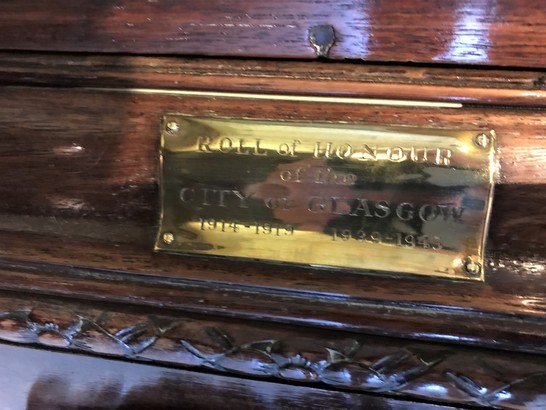 ROLL of HONOUR
of the
CITY of GLASGOW
1914-1919 1939-1945